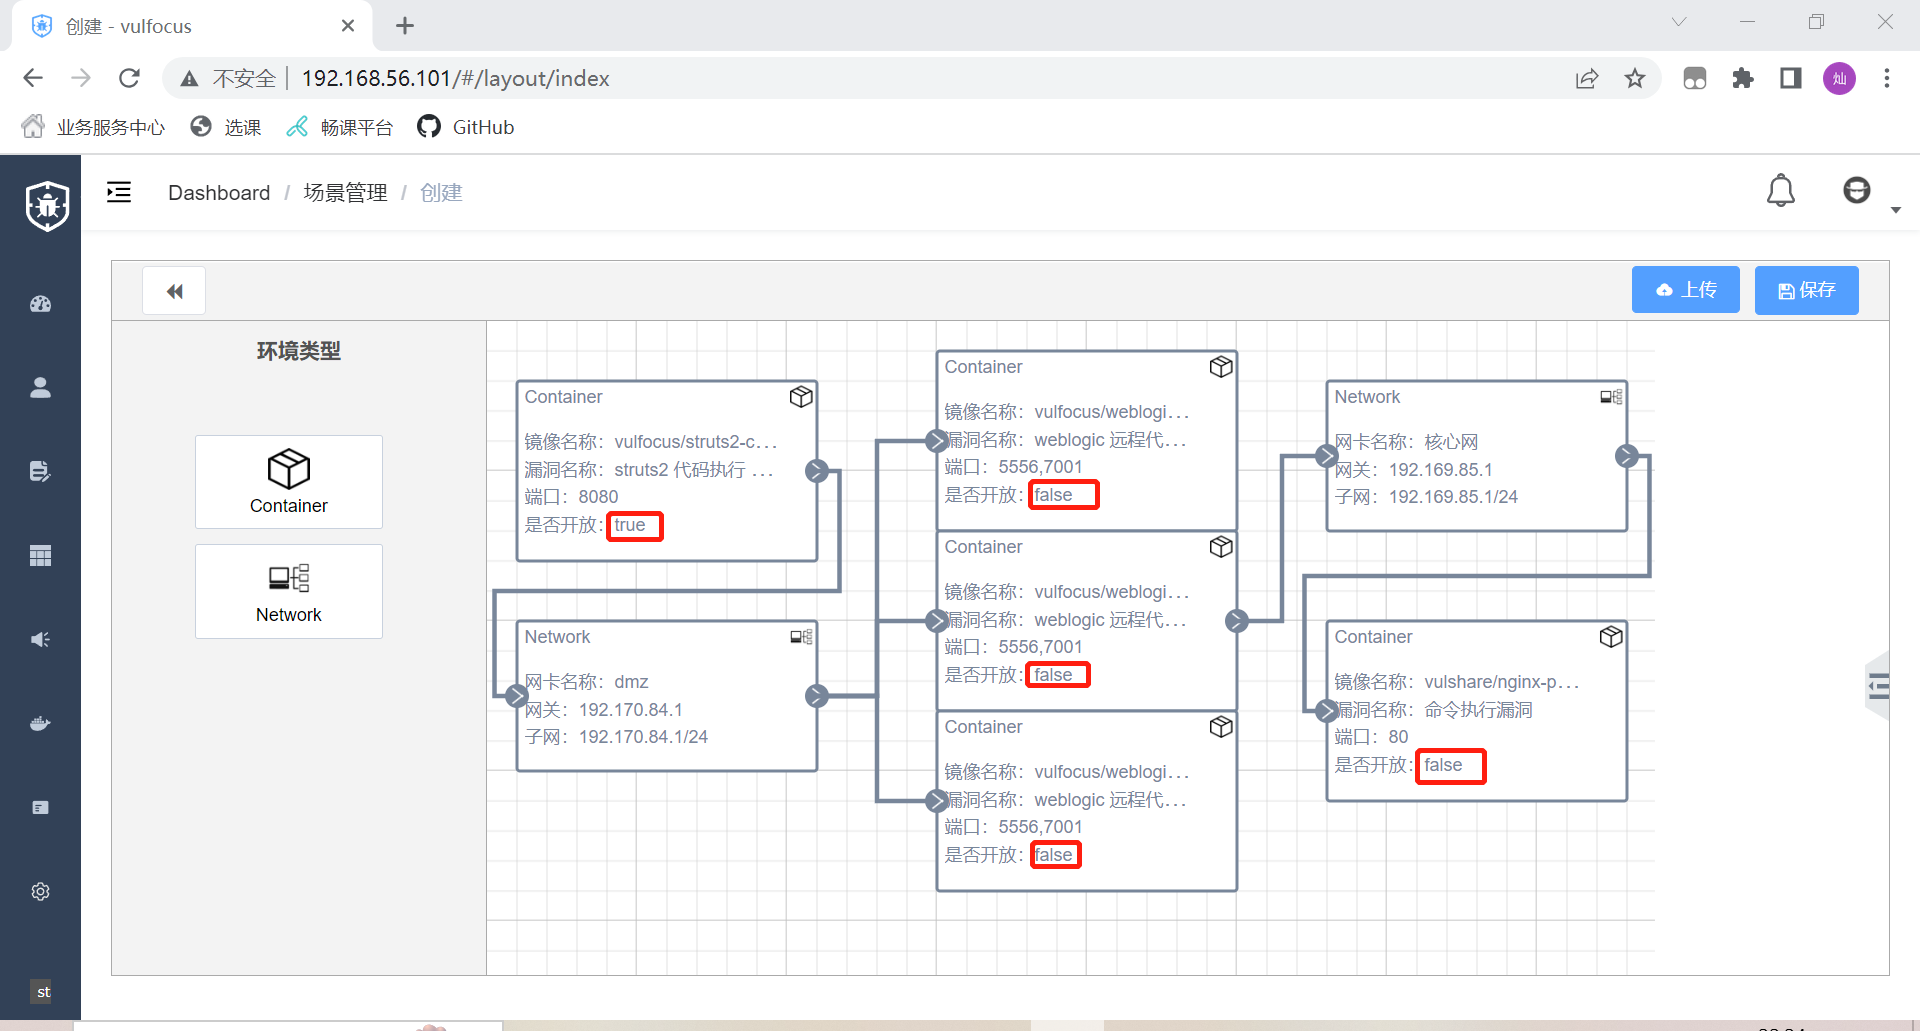 创建 - vulfocus
不安全
192.168.56.101/#/layout/index
灿
业务服务中心
选课
畅课平台
GitHub
Dashboard / 场景管理 / 创建
上传
保存
环境类型
Container
Network
st
Container
镜像名称：vulfocus/struts2-c...
漏洞名称：struts2 代码执行 ...
端口：8080
是否开放：true
Network
网卡名称：dmz
网关：192.170.84.1
子网：192.170.84.1/24
Container
镜像名称：vulfocus/weblogi...
漏洞名称：weblogic 远程代...
端口：5556,7001
是否开放：false
Container
镜像名称：vulfocus/weblogi...
漏洞名称：weblogic 远程代...
端口：5556,7001
是否开放：false
Container
镜像名称：vulfocus/weblogi...
漏洞名称：weblogic 远程代...
端口：5556,7001
是否开放：false
Network
网卡名称：核心网
网关：192.169.85.1
子网：192.169.85.1/24
Container
镜像名称：vulshare/nginx-p...
漏洞名称：命令执行漏洞
端口：80
是否开放：false